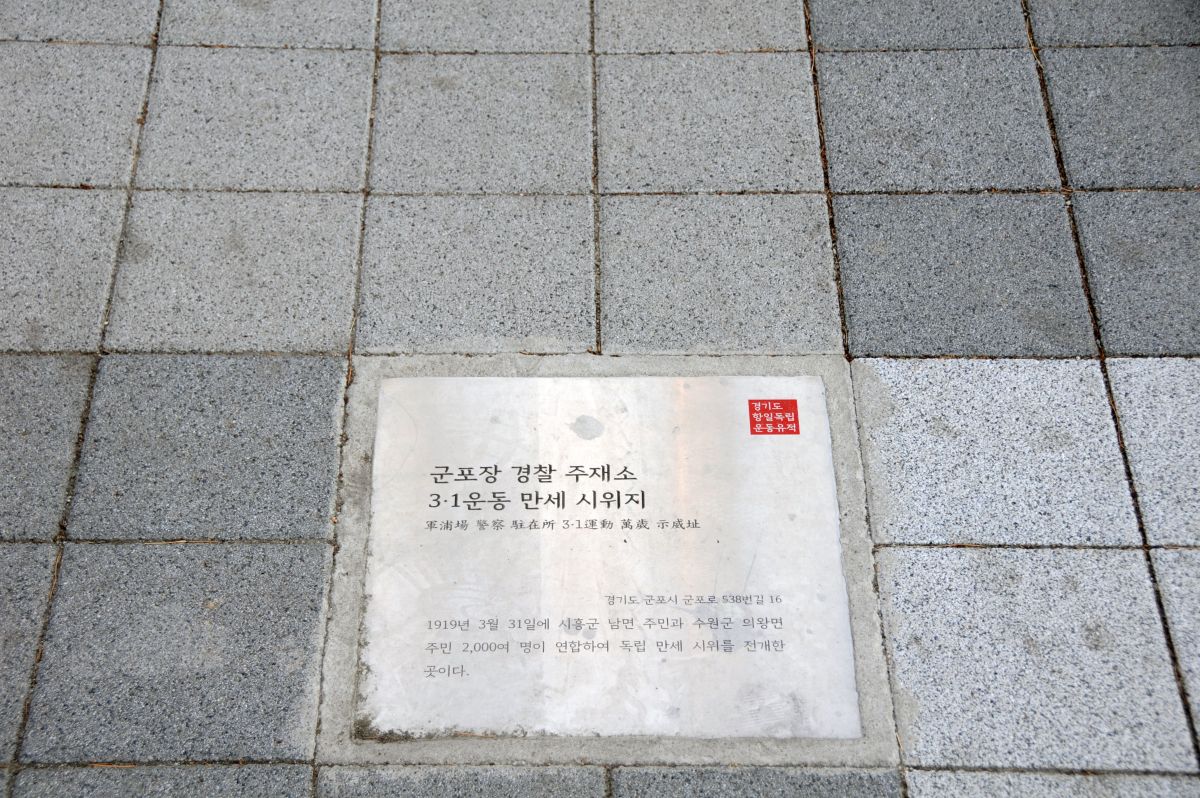 경기도
항일독립
운동유적
군포장 경찰 주재소
3·1운동 만세 시위지
軍浦場 警察 駐在所 3·1運動 萬歲 示威址
경기도 군포시 군포로 538번길 16
1919년 3월 31일에 시흥군 남면 주민과 수원군 의왕면
주민 2,000여 명이 연합하여 독립 만세 시위를 전개한
곳이다.